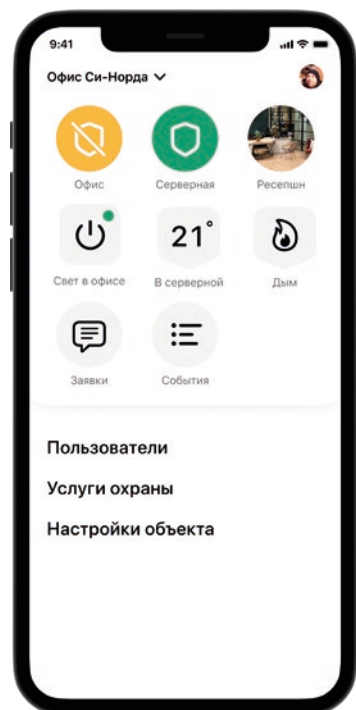 9:41
Офис Си-Норда
Офис Серверная Ресепшн
21°
Свет в офисе В серверной Дым
Заявки События
Пользователи
Услуги охраны
Настройки объекта